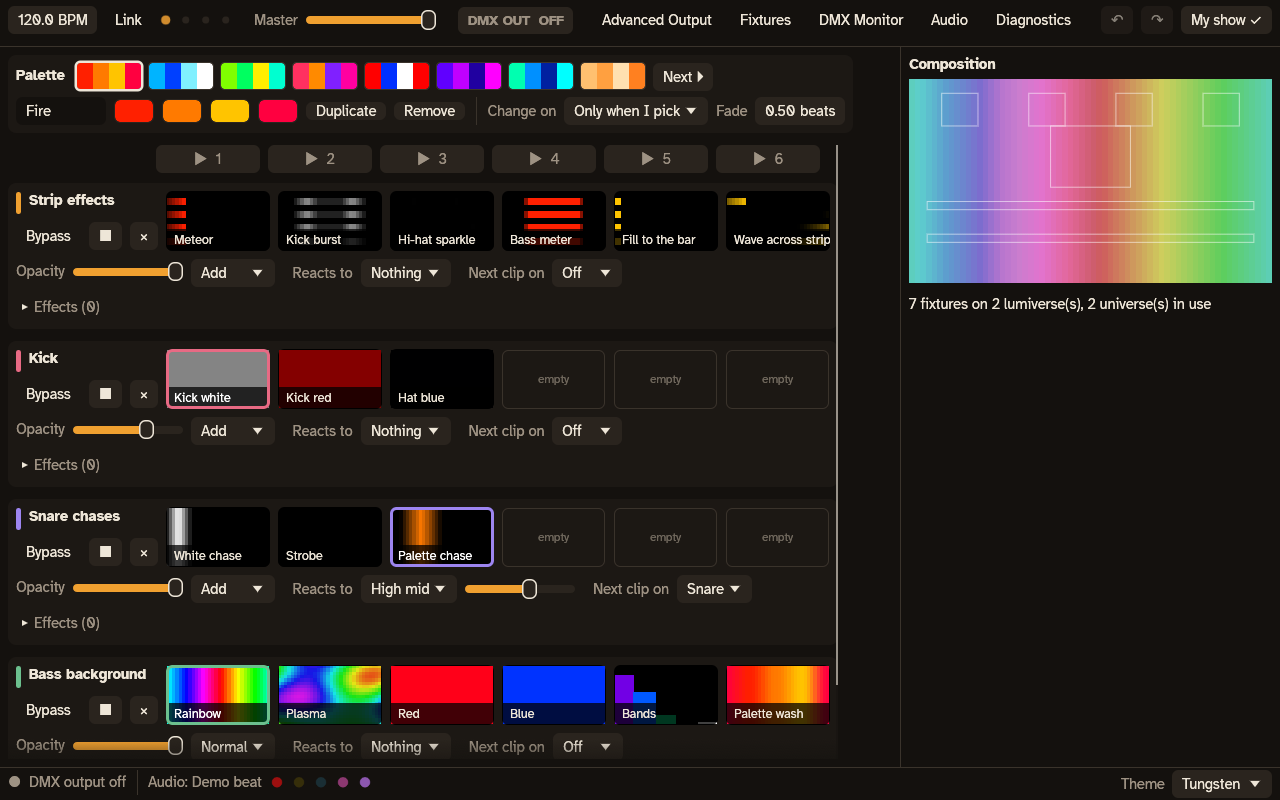 120.0 BPM Link Master DMX OUT OFF Advanced Output Fixtures DMX Monitor Audio Diagnostics ↶ ↷ My show ✓
Palette Next
Fire Duplicate Remove Change on Only when I pick Fade 0.50 beats
1 2 3 4 5 6
Strip effects
Bypass ×
Meteor Kick burst Hi-hat sparkle Bass meter Fill to the bar Wave across strip
Opacity Add Reacts to Nothing Next clip on Off
Effects (0)
Kick
Bypass ×
Kick white Kick red Hat blue empty empty empty
Opacity Add Reacts to Nothing Next clip on Off
Effects (0)
Snare chases
Bypass ×
White chase Strobe Palette chase empty empty empty
Opacity Add Reacts to High mid Next clip on Snare
Effects (0)
Bass background
Bypass ×
Rainbow Plasma Red Blue Bands Palette wash
Opacity Normal Reacts to Nothing Next clip on Off
Composition
7 fixtures on 2 lumiverse(s), 2 universe(s) in use
DMX output off Audio: Demo beat Theme Tungsten